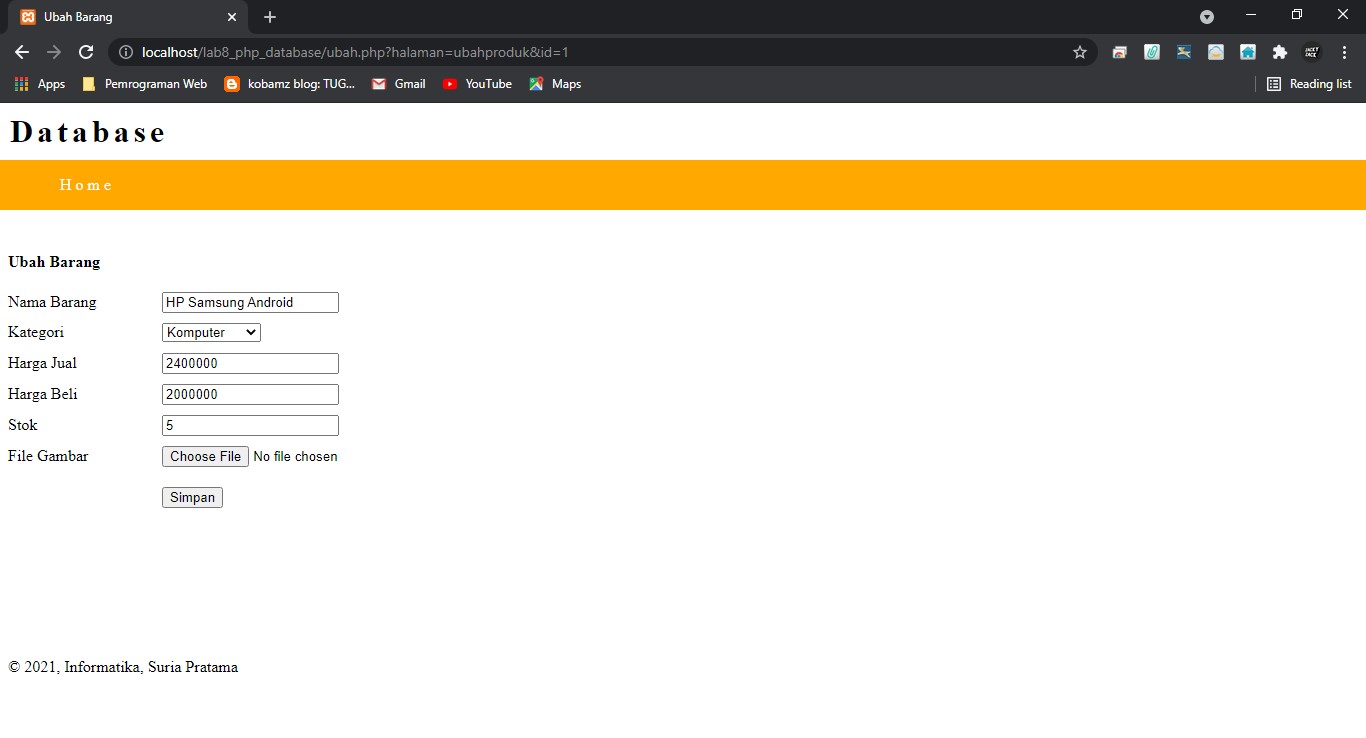 Ubah Barang
localhost/lab8_php_database/ubah.php?halaman=ubahproduk&id=1
Apps Pemrograman Web kobamz blog: TUG... Gmail YouTube Maps Reading list
Database
Home
Ubah Barang
Nama Barang HP Samsung Android
Kategori Komputer
Harga Jual 2400000
Harga Beli 2000000
Stok 5
File Gambar Choose File No file chosen
Simpan
© 2021, Informatika, Suria Pratama